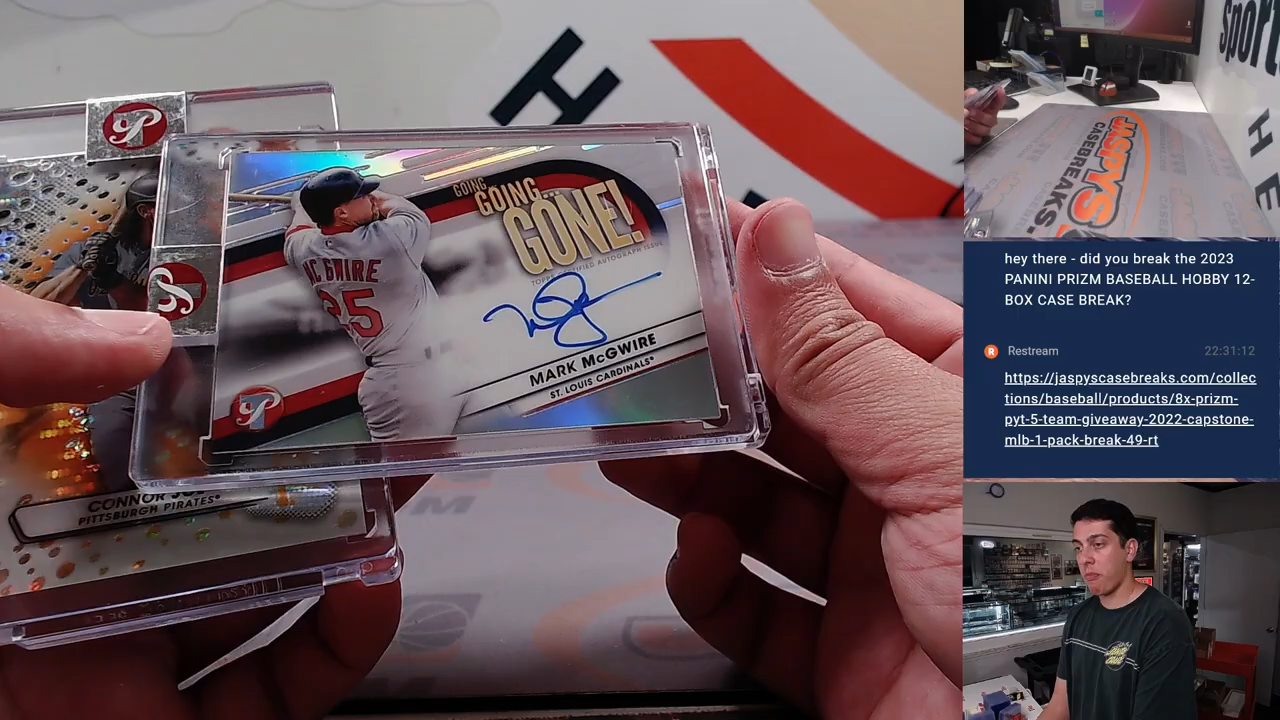 GOING
GOING...
GONE!
TOPPS CERTIFIED AUTOGRAPH ISSUE
MC GWIRE
25
MARK McGWIRE
ST. LOUIS CARDINALS®
CONNOR
PITTSBURGH PIRATES®
H
JASPYS
CASEBREAKS.
Sport
H
hey there - did you break the 2023
PANINI PRIZM BASEBALL HOBBY 12-
BOX CASE BREAK?
R Restream 22:31:12
https://jaspyscasebreaks.com/collec
tions/baseball/products/8x-prizm-
pyt-5-team-giveaway-2022-capstone-
mlb-1-pack-break-49-rt